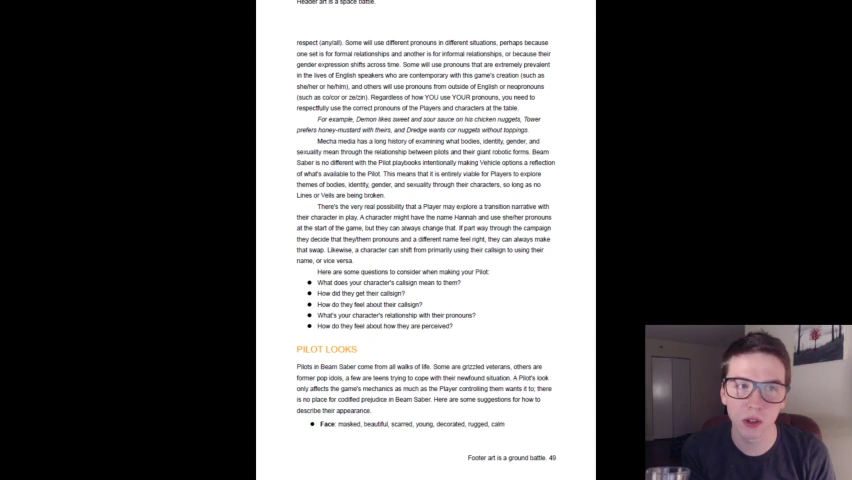 Header art is a space battle.
respect (any/all). Some will use different pronouns in different situations, perhaps because
one set is for formal relationships and another is for informal relationships, or because their
gender expression shifts across time. Some will use pronouns that are extremely prevalent
in the lives of English speakers who are contemporary with this game's creation (such as
she/her or he/him), and others will use pronouns from outside of English or neopronouns
(such as co/cor or ze/zin). Regardless of how YOU use YOUR pronouns, you need to
respectfully use the correct pronouns of the Players and characters at the table.
For example, Demon likes sweet and sour sauce on his chicken nuggets, Tower
prefers honey-mustard with theirs, and Dredge wants cor nuggets without toppings.
Mecha media has a long history of examining what bodies, identity, gender, and
sexuality mean through the relationship between pilots and their giant robotic forms. Beam
Saber is no different with the Pilot playbooks intentionally making Vehicle options a reflection
of what's available to the Pilot. This means that it is entirely viable for Players to explore
themes of bodies, identity, gender, and sexuality through their characters, so long as no
Lines or Veils are being broken.
There's the very real possibility that a Player may explore a transition narrative with
their character in play. A character might have the name Hannah and use she/her pronouns
at the start of the game, but they can always change that. If part way through the campaign
they decide that they/them pronouns and a different name feel right, they can always make
that swap. Likewise, a character can shift from primarily using their callsign to using their
name, or vice versa.
Here are some questions to consider when making your Pilot:
● What does your character's callsign mean to them?
● How did they get their callsign?
● How do they feel about their callsign?
● What's your character's relationship with their pronouns?
● How do they feel about how they are perceived?
PILOT LOOKS
Pilots in Beam Saber come from all walks of life. Some are grizzled veterans, others are
former pop idols, a few are teens trying to cope with their newfound situation. A Pilot's look
only affects the game's mechanics as much as the Player controlling them wants it to; there
is no place for codified prejudice in Beam Saber. Here are some suggestions for how to
describe their appearance.
● Face: masked, beautiful, scarred, young, decorated, rugged, calm
Footer art is a ground battle. 49